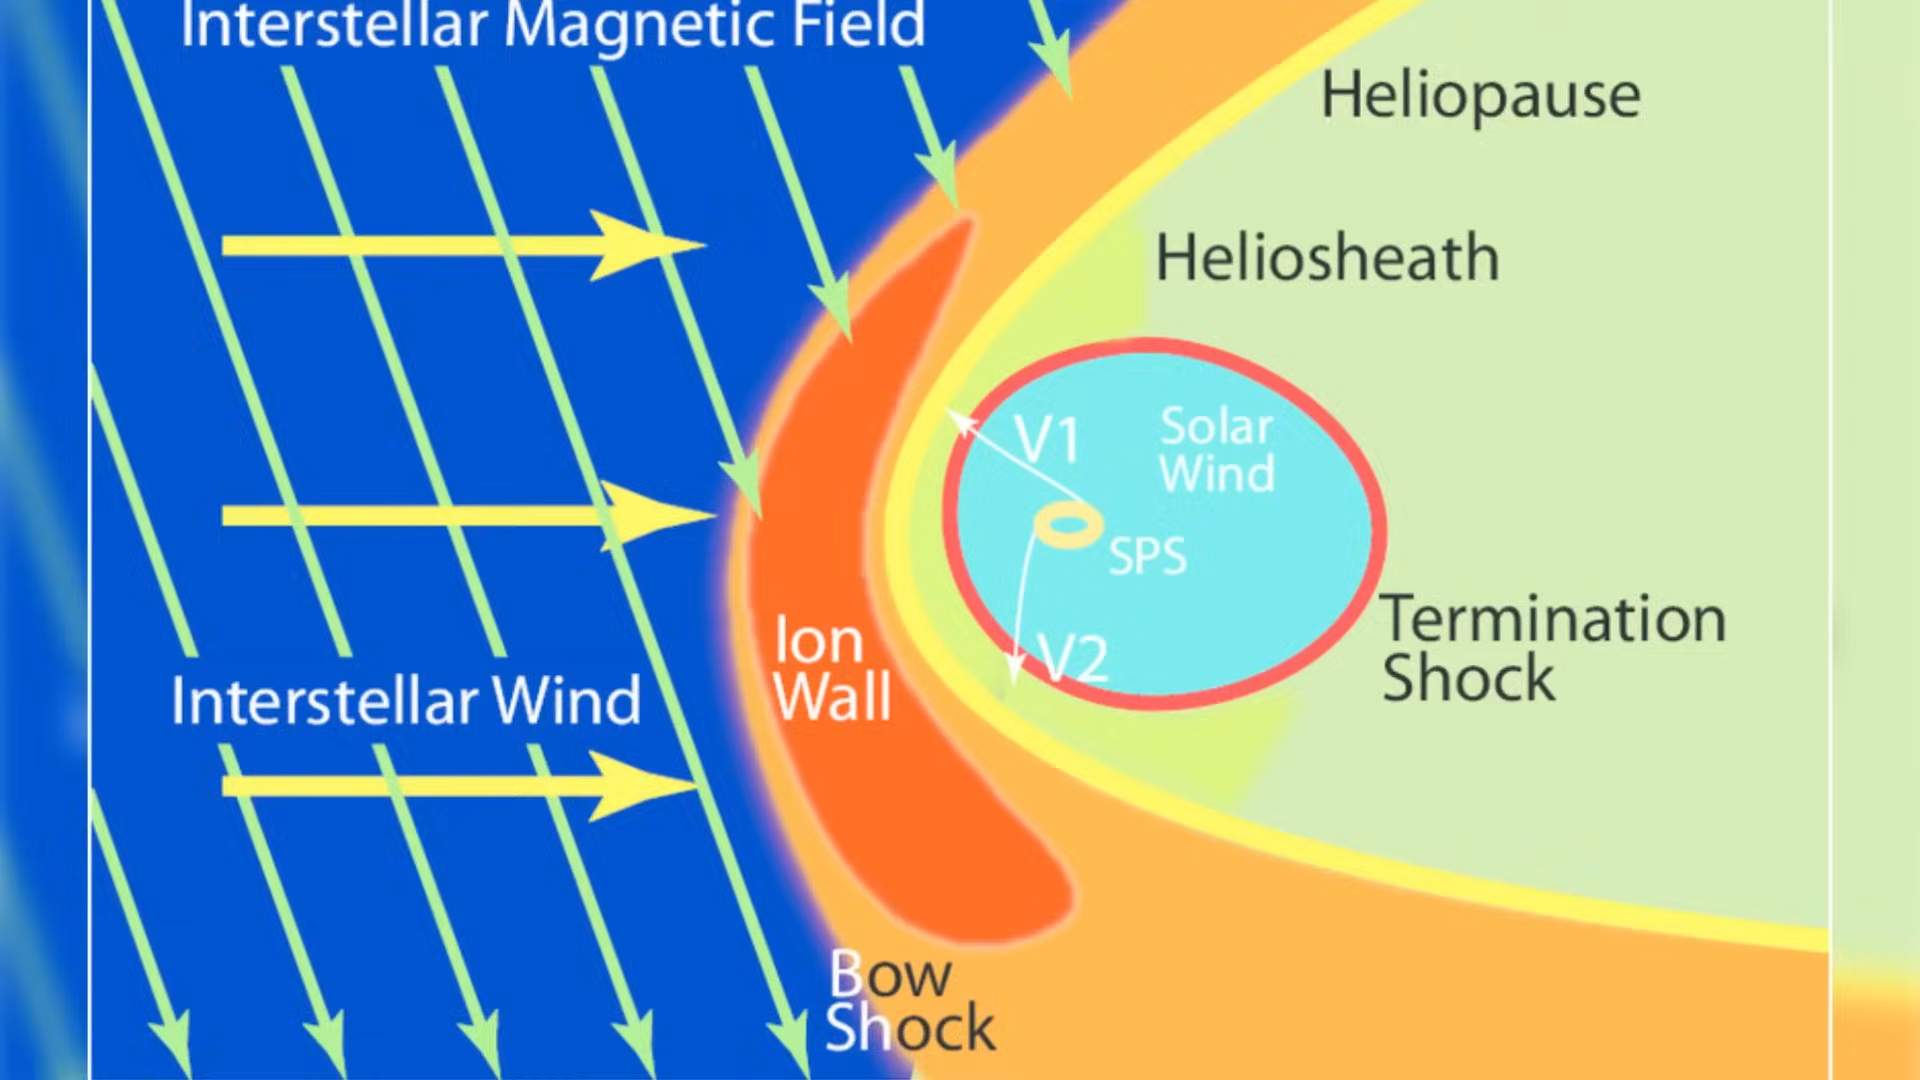 Interstellar Magnetic Field
Heliopause
Heliosheath
V1
Solar
Wind
SPS
V2
Termination
Shock
Ion
Wall
Interstellar Wind
Bow
Shock